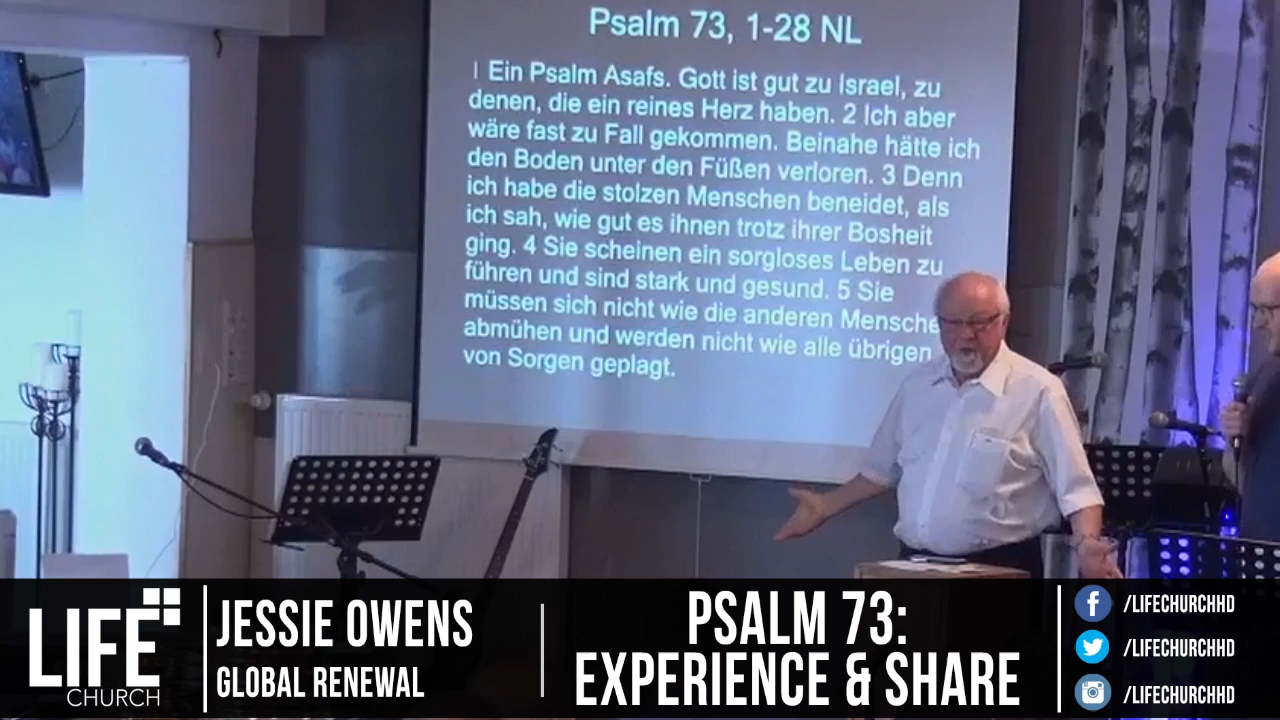 Psalm 73, 1-28 NL
1 Ein Psalm Asafs. Gott ist gut zu Israel, zu
denen, die ein reines Herz haben. 2 Ich aber
wäre fast zu Fall gekommen. Beinahe hätte ich
den Boden unter den Füßen verloren. 3 Denn
ich habe die stolzen Menschen beneidet, als
ich sah, wie gut es ihnen trotz ihrer Bosheit
ging. 4 Sie scheinen ein sorgloses Leben zu
führen und sind stark und gesund. 5 Sie
müssen sich nicht wie die anderen Mensche
abmühen und werden nicht wie alle übrigen
von Sorgen geplagt.
LIFE
CHURCH
JESSIE OWENS
GLOBAL RENEWAL
PSALM 73:
EXPERIENCE & SHARE
/LIFECHURCHHD
/LIFECHURCHHD
/LIFECHURCHHD